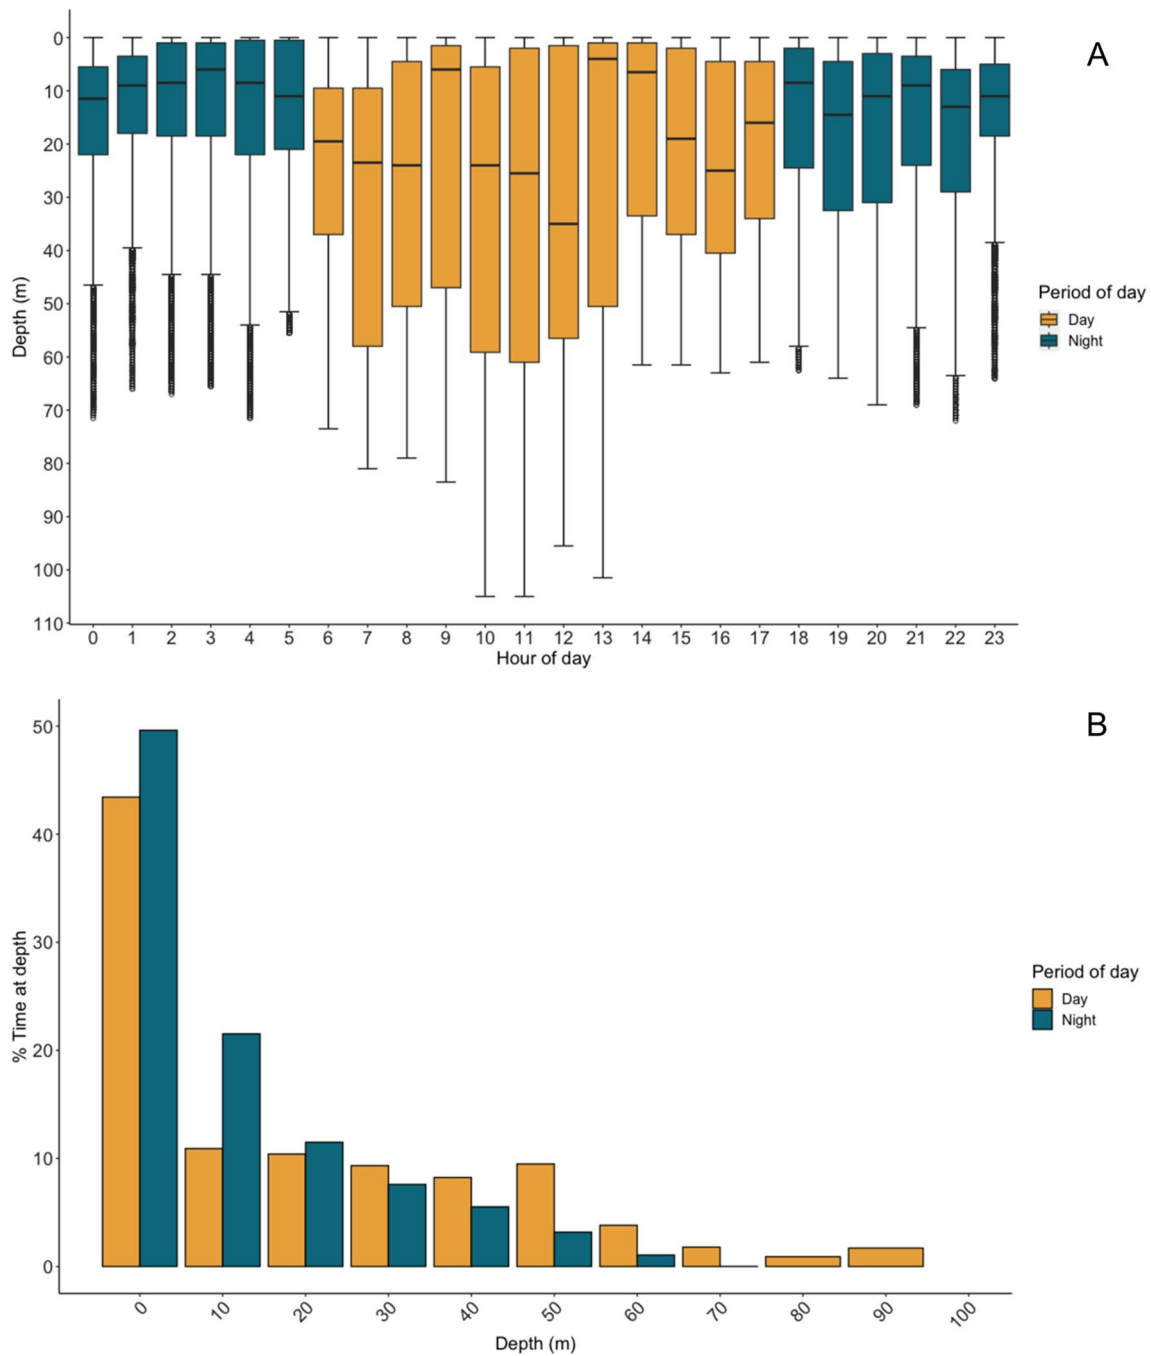 A
0
10
20
30
40
50
60
70
80
90
100
110
Depth (m)
0 1 2 3 4 5 6 7 8 9 10 11 12 13 14 15 16 17 18 19 20 21 22 23
Hour of day
Period of day
Day
Night
B
50
40
30
20
10
0
% Time at depth
0 10 20 30 40 50 60 70 80 90 100
Depth (m)
Period of day
Day
Night